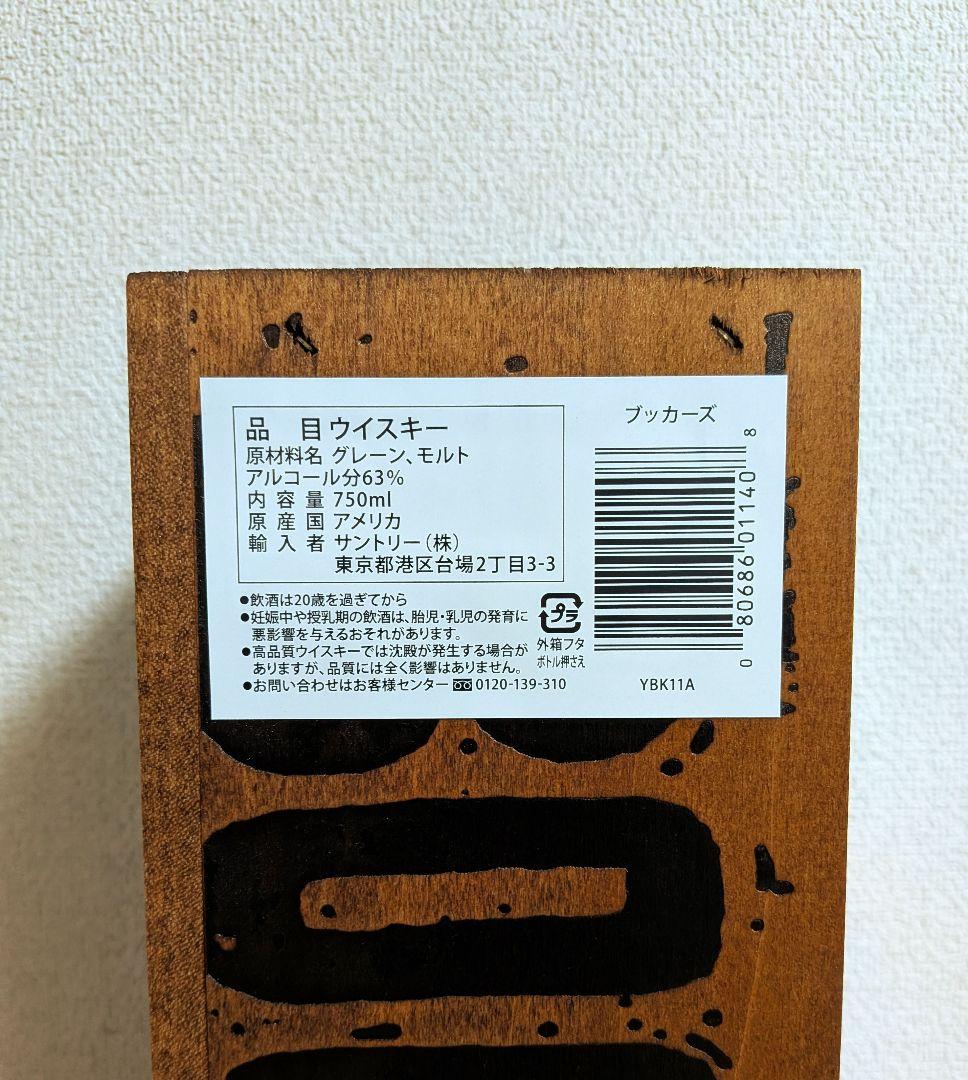 品 目 ウイスキー
原材料名 グレーン、モルト
アルコール分63%
内容量 750ml
原産国 アメリカ
輸入者 サントリー(株)
東京都港区台場2丁目3-3
●飲酒は20歳を過ぎてから
●妊娠中や授乳期の飲酒は、胎児・乳児の発育に
悪影響を与えるおそれがあります。
●高品質ウイスキーでは沈殿が発生する場合が
ありますが、品質には全く影響はありません。
●お問い合わせはお客様センター 0120-139-310
プラ
外箱フタ
ボトル押さえ
ブッカーズ
0 80686 01140 8
YBK11A